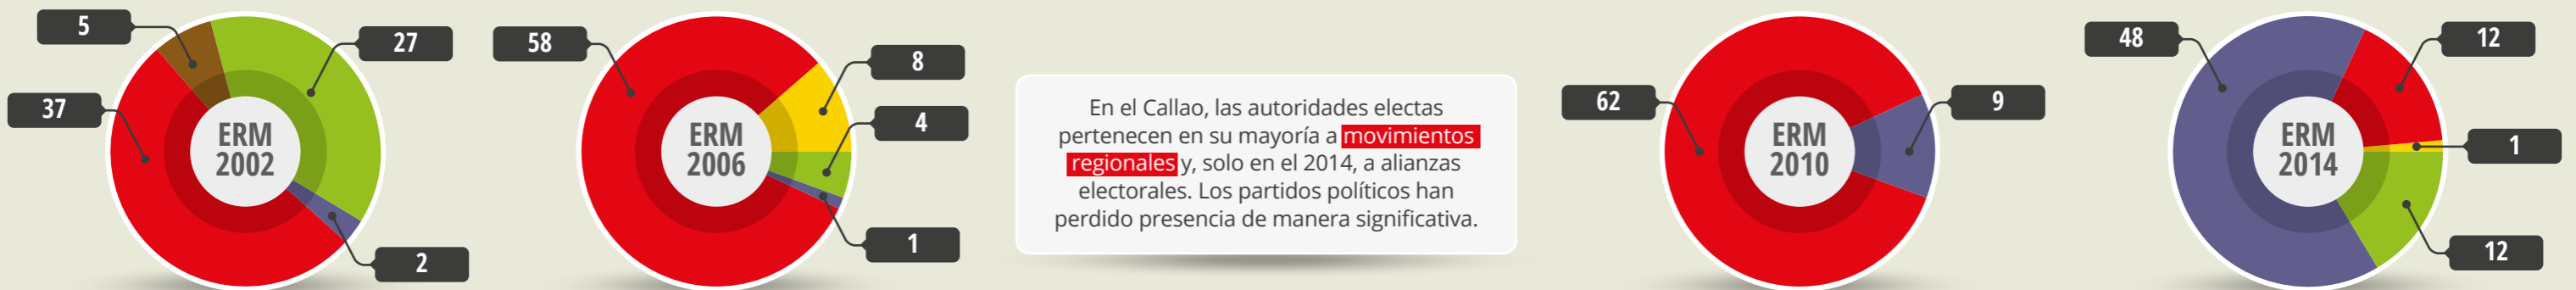 5
27
37
ERM
2002
2
58
8
4
ERM
2006
1
En el Callao, las autoridades electas
pertenecen en su mayoría a movimientos
regionales y, solo en el 2014, a alianzas
electorales. Los partidos políticos han
perdido presencia de manera significativa.
62
9
ERM
2010
48
12
1
ERM
2014
12